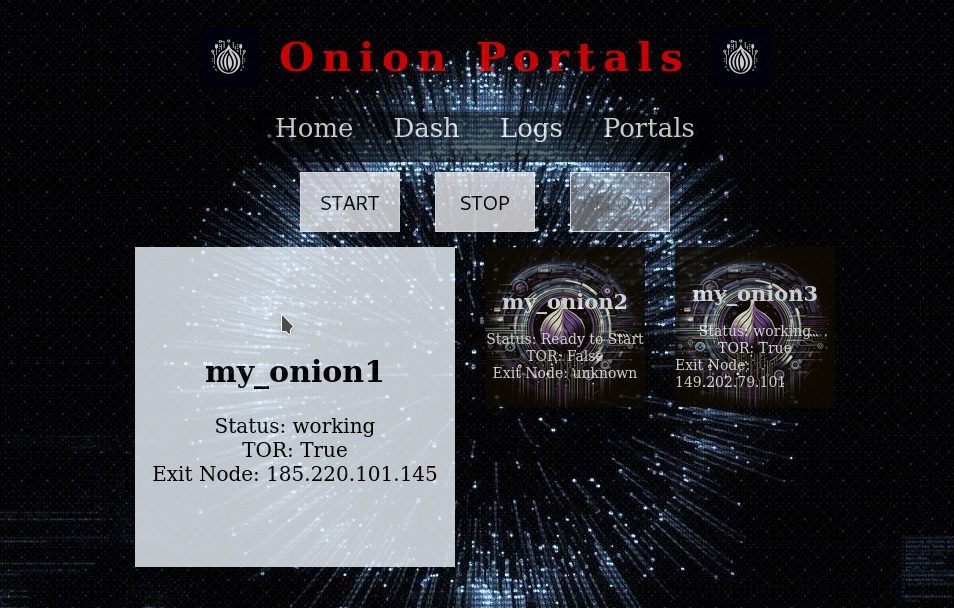 Onion Portals
Home Dash Logs Portals
START STOP
my_onion1
Status: working
TOR: True
Exit Node: 185.220.101.145
my_onion2
Status: Ready to Start
TOR: False
Exit Node: unknown
my_onion3
Status: working...
TOR: True
Exit Node:
149.202.79.101